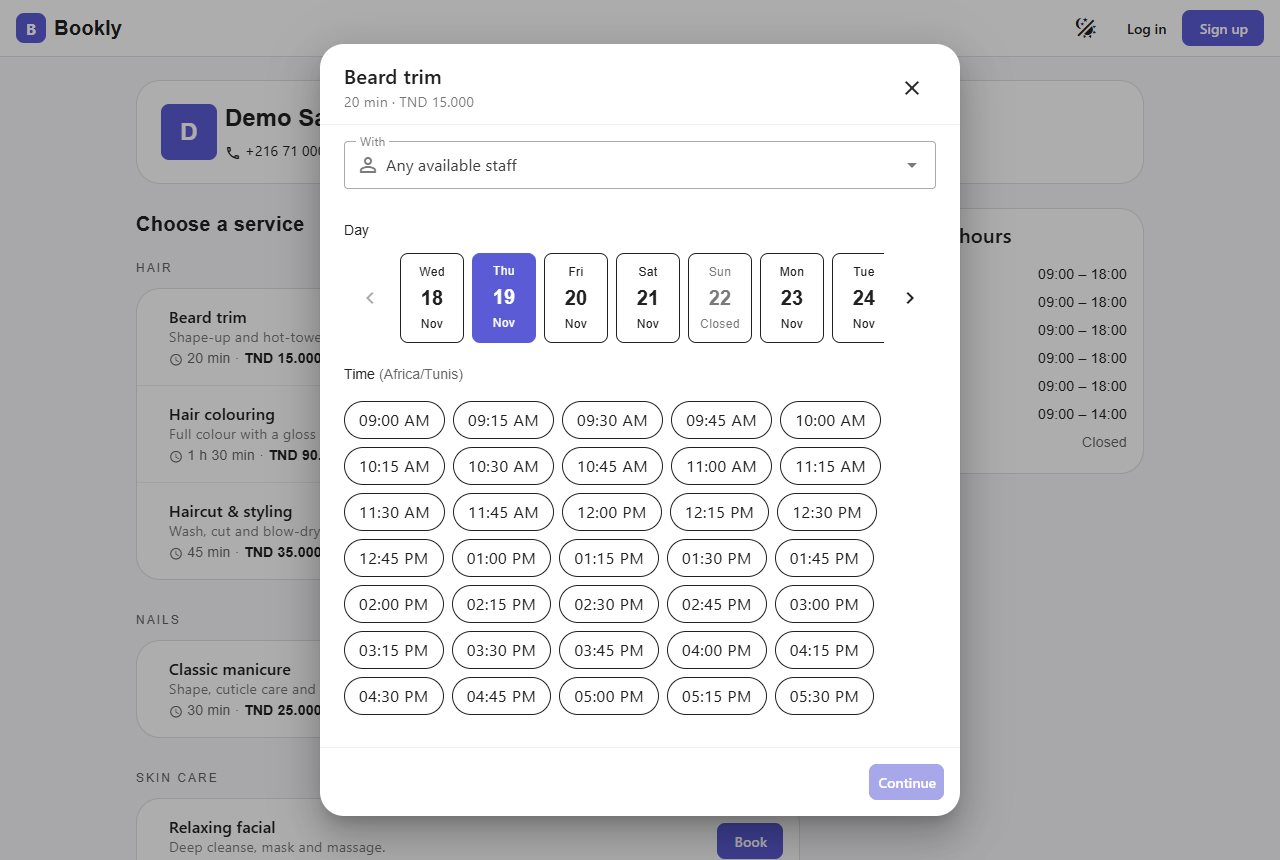 B Bookly
Log in
Sign up
D
Demo Sa
+216 71 000
Choose a service
HAIR
Beard trim
Shape-up and hot-towe
20 min · TND 15.000
Hair colouring
Full colour with a gloss
1 h 30 min · TND 90.
Haircut & styling
Wash, cut and blow-dry
45 min · TND 35.000
NAILS
Classic manicure
Shape, cuticle care and
30 min · TND 25.000
SKIN CARE
Relaxing facial
Deep cleanse, mask and massage.
Book
hours
09:00 – 18:00
09:00 – 18:00
09:00 – 18:00
09:00 – 18:00
09:00 – 18:00
09:00 – 14:00
Closed
Beard trim
20 min · TND 15.000
With
Any available staff
Day
Wed 18 Nov
Thu 19 Nov
Fri 20 Nov
Sat 21 Nov
Sun 22 Closed
Mon 23 Nov
Tue 24 Nov
Time (Africa/Tunis)
09:00 AM 09:15 AM 09:30 AM 09:45 AM 10:00 AM
10:15 AM 10:30 AM 10:45 AM 11:00 AM 11:15 AM
11:30 AM 11:45 AM 12:00 PM 12:15 PM 12:30 PM
12:45 PM 01:00 PM 01:15 PM 01:30 PM 01:45 PM
02:00 PM 02:15 PM 02:30 PM 02:45 PM 03:00 PM
03:15 PM 03:30 PM 03:45 PM 04:00 PM 04:15 PM
04:30 PM 04:45 PM 05:00 PM 05:15 PM 05:30 PM
Continue